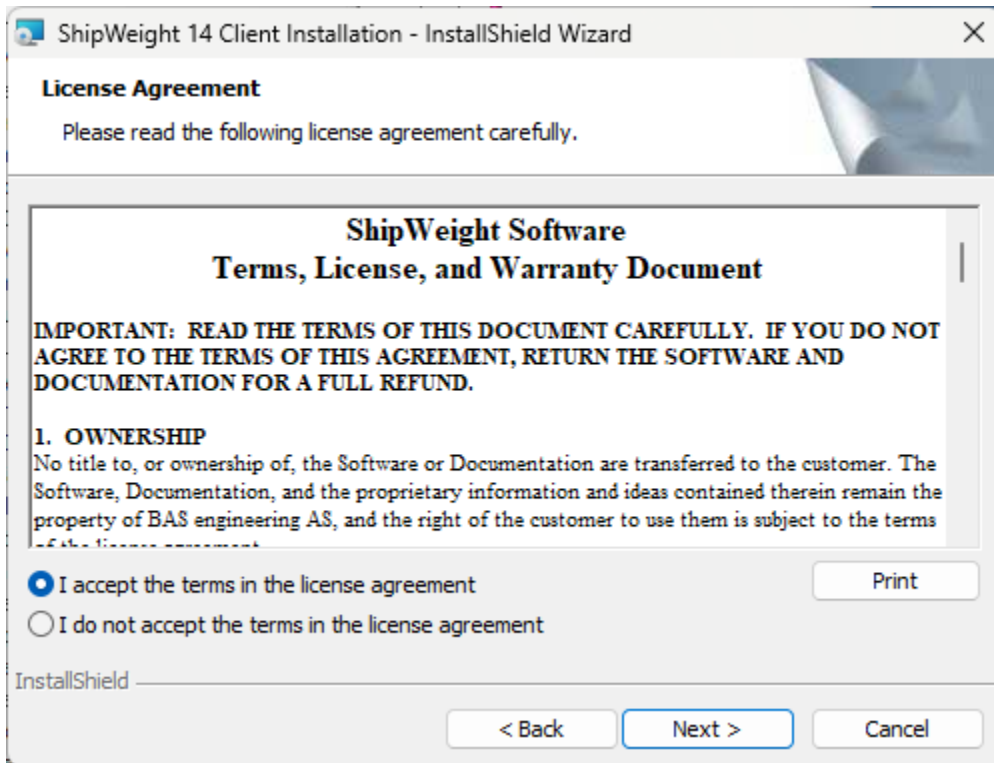 ShipWeight 14 Client Installation - InstallShield Wizard
License Agreement
Please read the following license agreement carefully.
ShipWeight Software
Terms, License, and Warranty Document
IMPORTANT:  READ THE TERMS OF THIS DOCUMENT CAREFULLY.  IF YOU DO NOT
AGREE TO THE TERMS OF THIS AGREEMENT, RETURN THE SOFTWARE AND
DOCUMENTATION FOR A FULL REFUND.
1.  OWNERSHIP
No title to, or ownership of, the Software or Documentation are transferred to the customer. The
Software, Documentation, and the proprietary information and ideas contained therein remain the
property of BAS engineering AS, and the right of the customer to use them is subject to the terms
of the license agreement
I accept the terms in the license agreement
Print
I do not accept the terms in the license agreement
InstallShield
< Back
Next >
Cancel